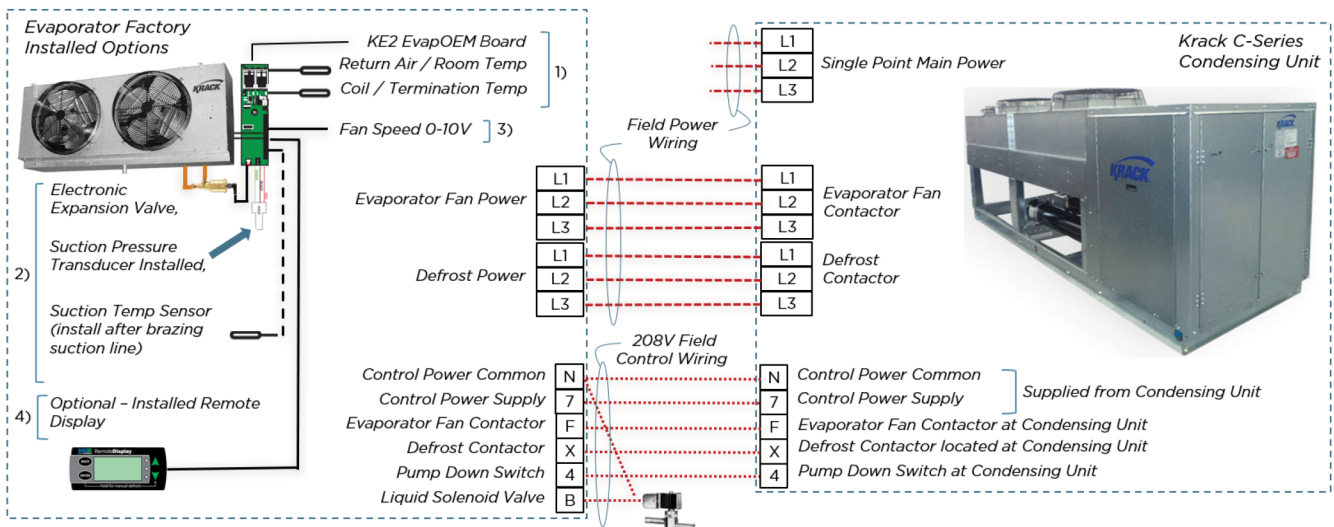 Evaporator Factory
Installed Options
KE2 EvapOEM Board
Return Air / Room Temp
Coil / Termination Temp
1)
Fan Speed 0-10V
3)
KRACK
2)
Electronic
Expansion Valve,
Suction Pressure
Transducer Installed,
Suction Temp Sensor
(install after brazing
suction line)
4)
Optional – Installed Remote
Display
RemoteDisplay
Hold for manual defrost
Evaporator Fan Power
L1
L2
L3
Defrost Power
L1
L2
L3
Control Power Common
N
Control Power Supply
7
Evaporator Fan Contactor
F
Defrost Contactor
X
Pump Down Switch
4
Liquid Solenoid Valve
B
Field Power
Wiring
208V Field
Control Wiring
L1
L2
L3
Single Point Main Power
Krack C-Series
Condensing Unit
KRACK
KRACK
L1
L2
L3
Evaporator Fan
Contactor
L1
L2
L3
Defrost
Contactor
N
Control Power Common
7
Control Power Supply
Supplied from Condensing Unit
F
Evaporator Fan Contactor at Condensing Unit
X
Defrost Contactor located at Condensing Unit
4
Pump Down Switch at Condensing Unit